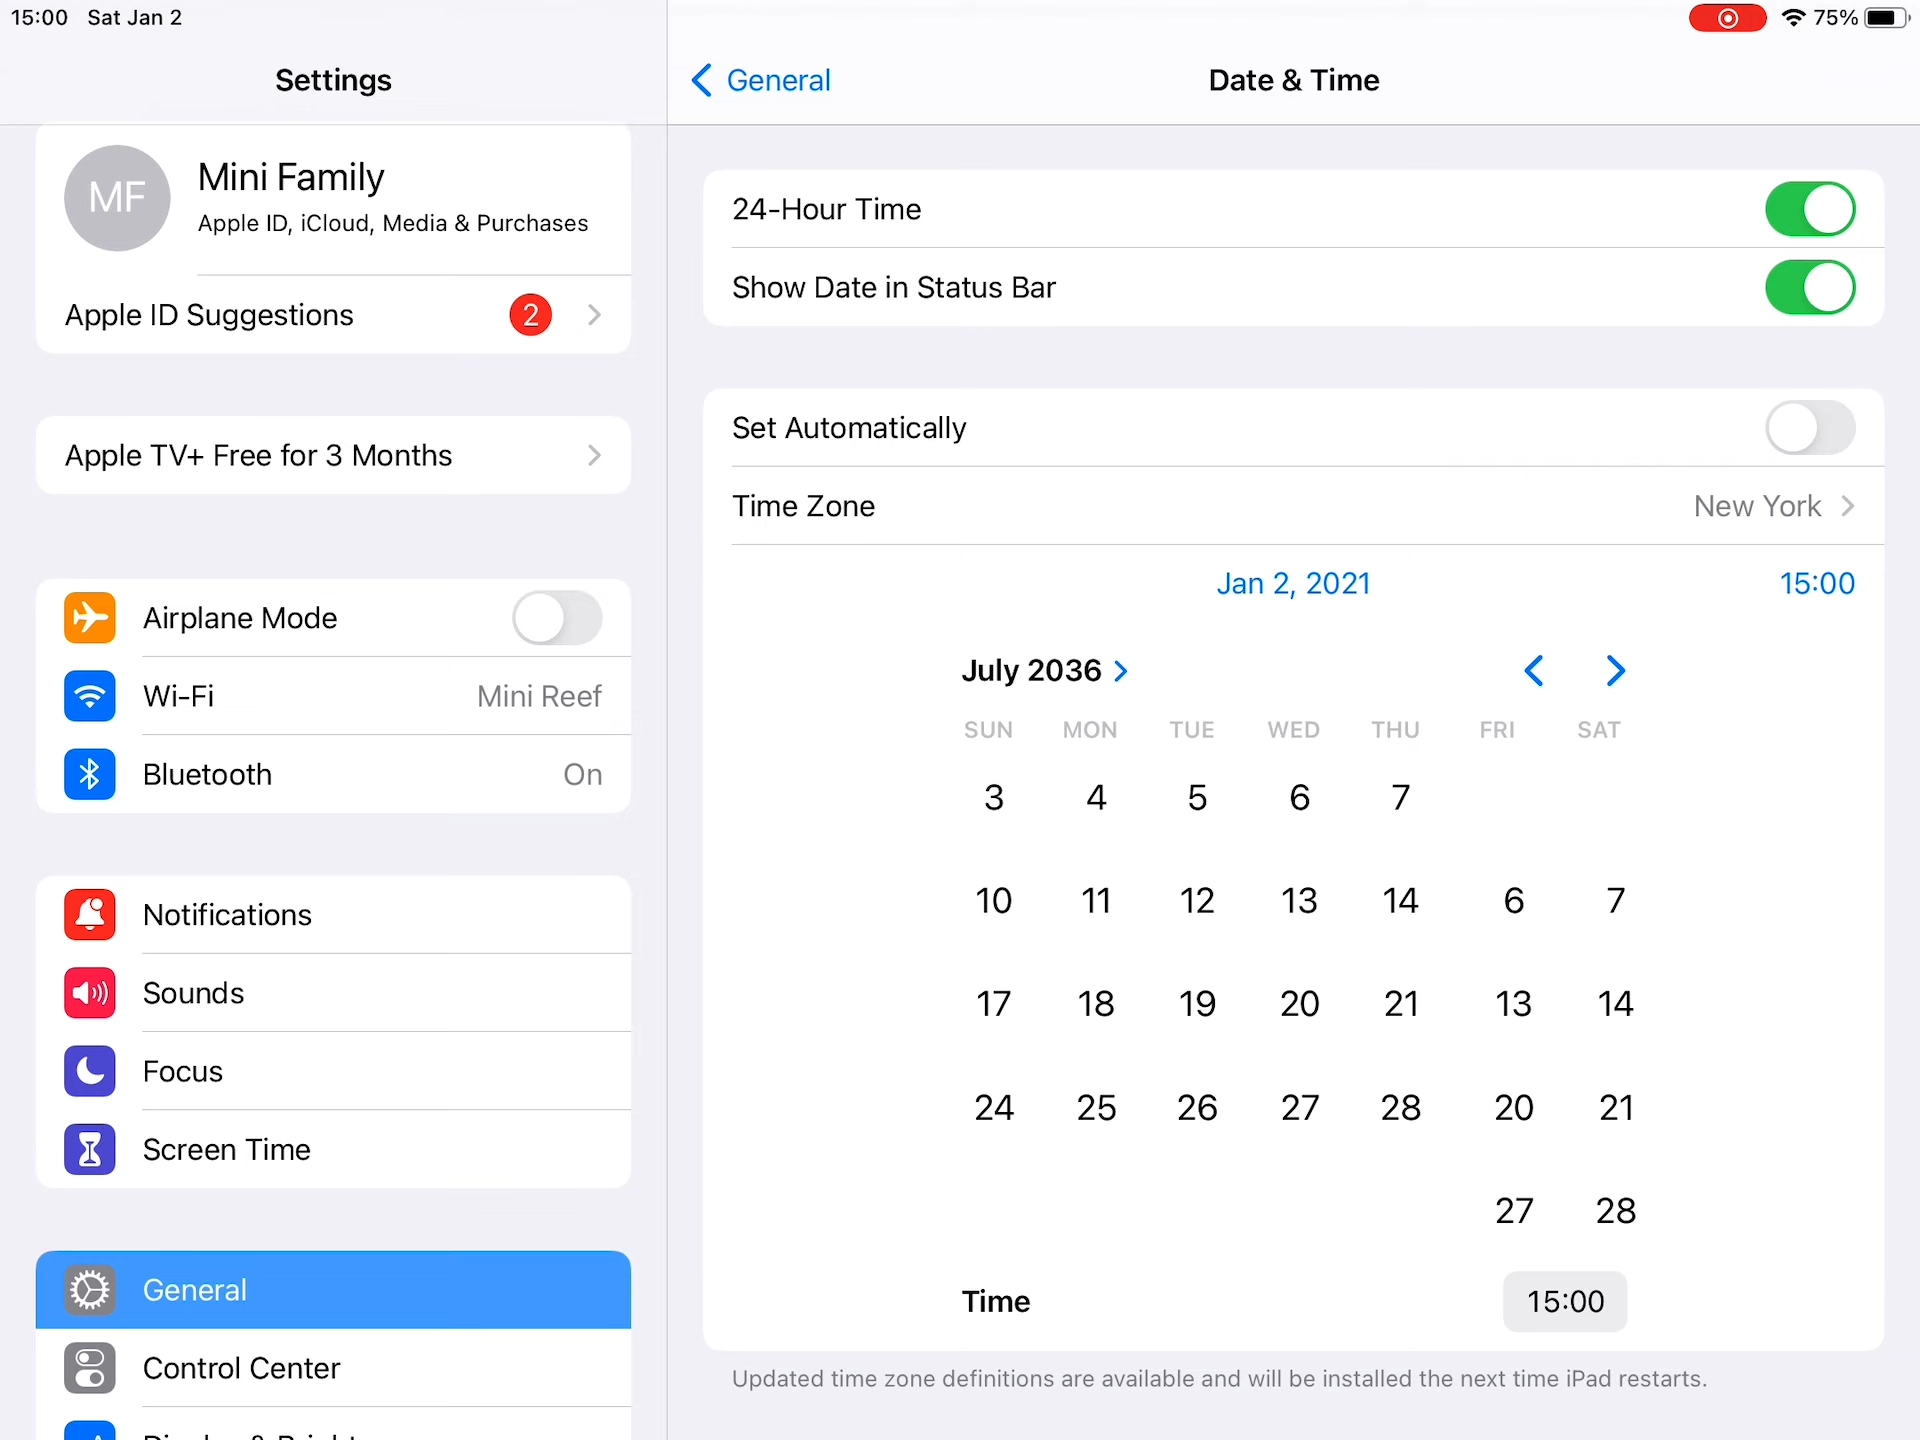 15:00 Sat Jan 2
75%
Settings
MF
Mini Family
Apple ID, iCloud, Media & Purchases
Apple ID Suggestions 2
Apple TV+ Free for 3 Months
Airplane Mode
Wi-Fi Mini Reef
Bluetooth On
Notifications
Sounds
Focus
Screen Time
General
Control Center
General
Date & Time
24-Hour Time
Show Date in Status Bar
Set Automatically
Time Zone New York
Jan 2, 2021 15:00
July 2036
SUN MON TUE WED THU FRI SAT
3 4 5 6 7
10 11 12 13 14 6 7
17 18 19 20 21 13 14
24 25 26 27 28 20 21
27 28
Time 15:00
Updated time zone definitions are available and will be installed the next time iPad restarts.